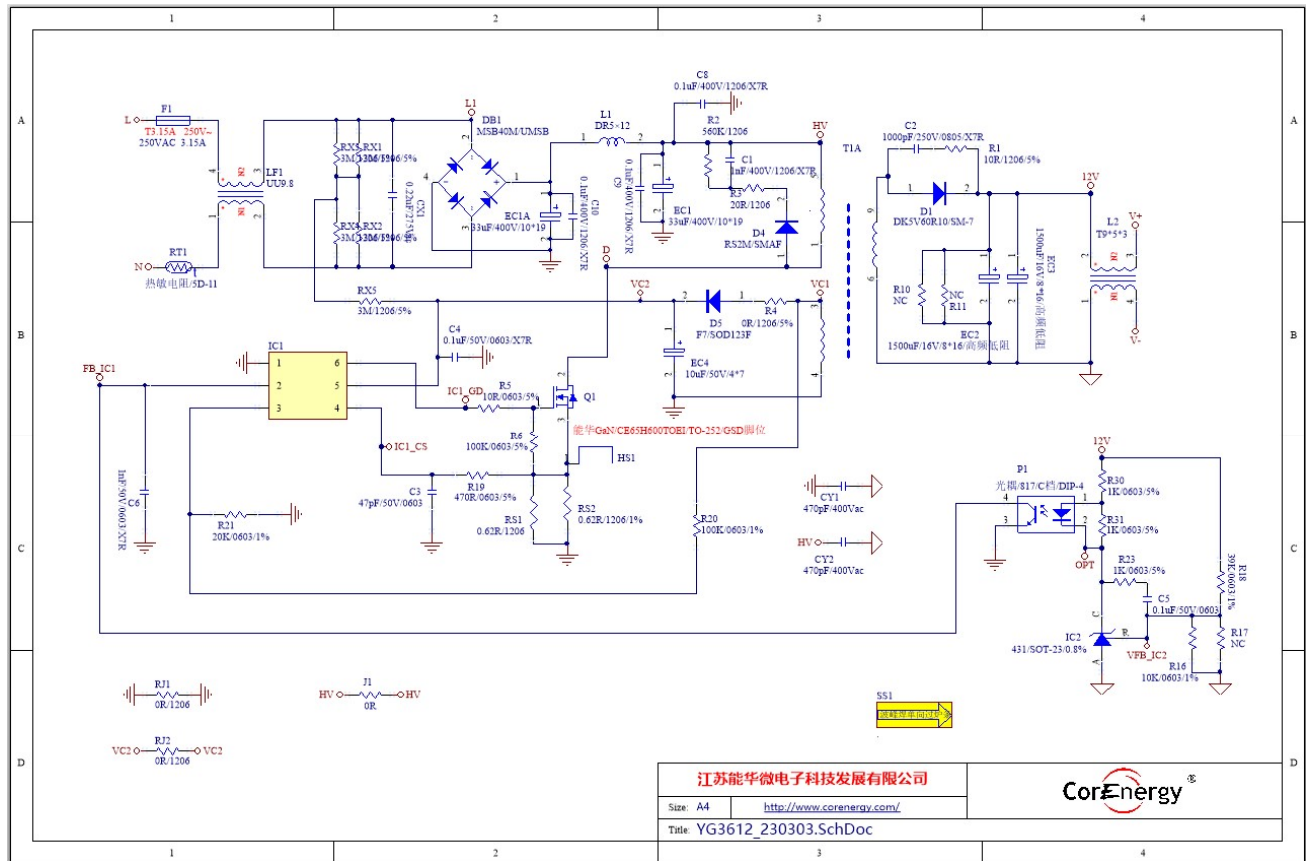 1 2 3 4
A A
B B
C C
D D
F1
L
T3.15A 250V~
250VAC 3.15A
N2
LF1
UU9.8
N1
RT1
N
热敏电阻/5D-11
RX1
RX4
RX2
0.22uF/275V
CX1
RX5
3M/1206/5%
L1
DB1
MSB40M/UMSB
EC1A
33uF/400V/10*19
0.1uF/400V/1206/X7R
C10
L1
DR5×12
C8
0.1uF/400V/1206/X7R
0.1uF/400V/1206/X7R
C9
EC1
33uF/400V/10*19
R2
560K/1206
C1
1nF/400V/1206/X7R
R3
20R/1206
D4
RS2M/SMAF
HV
T1A
D
VC2
VC1
D5
F7/SOD123F
R4
0R/1206/5%
EC4
10uF/50V/4*7
C2
1000pF/250V/0805/X7R
R1
10R/1206/5%
D1
DK5V60R10/SM-7
R10
NC
NC
R11
EC2
1500uF/16V/8*16/高频低阻
EC3
1500uF/16V/8*16/高频低阻
12V
L2
T9*5*3
N2
N1
V+
V-
FB_IC1
IC1
1 6
2 5
3 4
C4
0.1uF/50V/0603/X7R
IC1_GD
R5
10R/0603/5%
R6
100K/0603/5%
Q1
能华GaN/CE65H600TOEI/TO-252/GSD脚位
HS1
IC1_CS
C3
47pF/50V/0603
R19
470R/0603/5%
RS1
0.62R/1206
RS2
0.62R/1206/1%
1nF/50V/0603/X7R
C6
R21
20K/0603/1%
R20
100K/0603/1%
CY1
470pF/400Vac
HV
CY2
470pF/400Vac
P1
光耦/817/C档/DIP-4
12V
R30
1K/0603/5%
R31
1K/0603/5%
OPT
R23
1K/0603/5%
C5
0.1uF/50V/0603
R18
39K/0603/1%
R17
NC
R16
10K/0603/1%
IC2
431/SOT-23/0.8%
C
R
A
VFB_IC2
RJ1
0R/1206
HV
J1
0R
HV
VC2
RJ2
0R/1206
VC2
SS1
江苏能华微电子科技发展有限公司
Size: A4 http://www.corenergy.com/
Title: YG3612_230303.SchDoc
CorEnergy ®
1 2 3 4